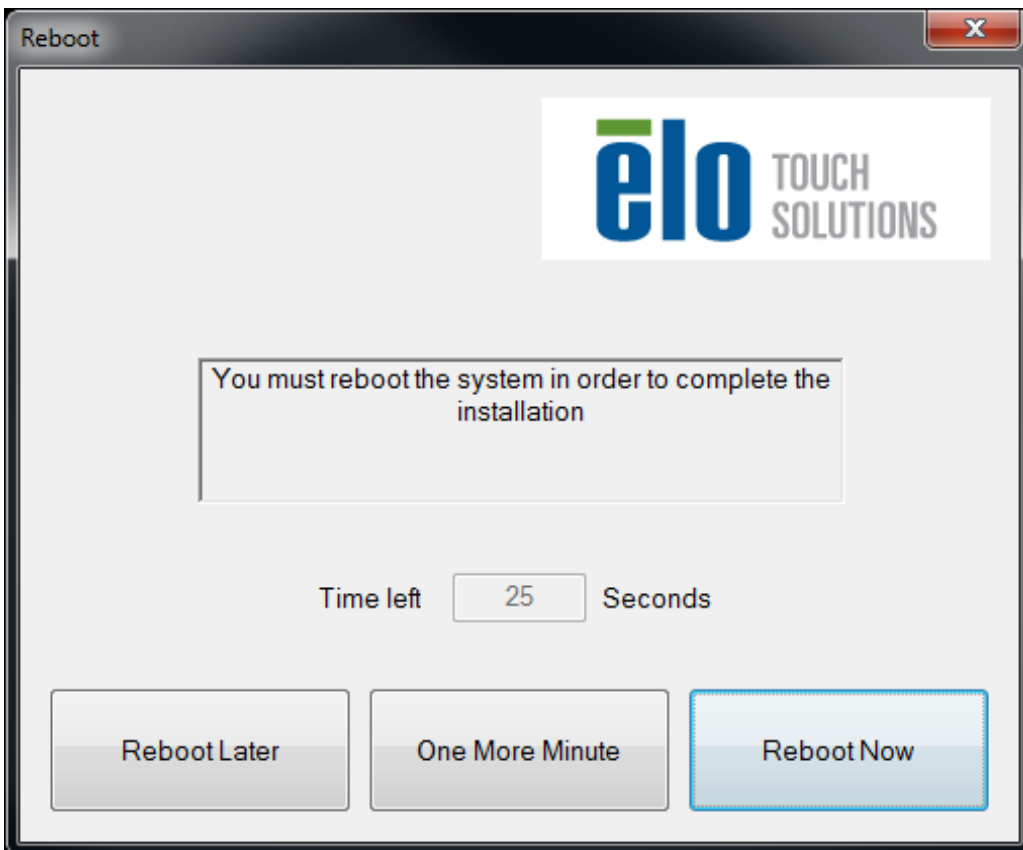 Reboot
ēlo TOUCH
SOLUTIONS
You must reboot the system in order to complete the
installation
Time left 25 Seconds
Reboot Later One More Minute Reboot Now